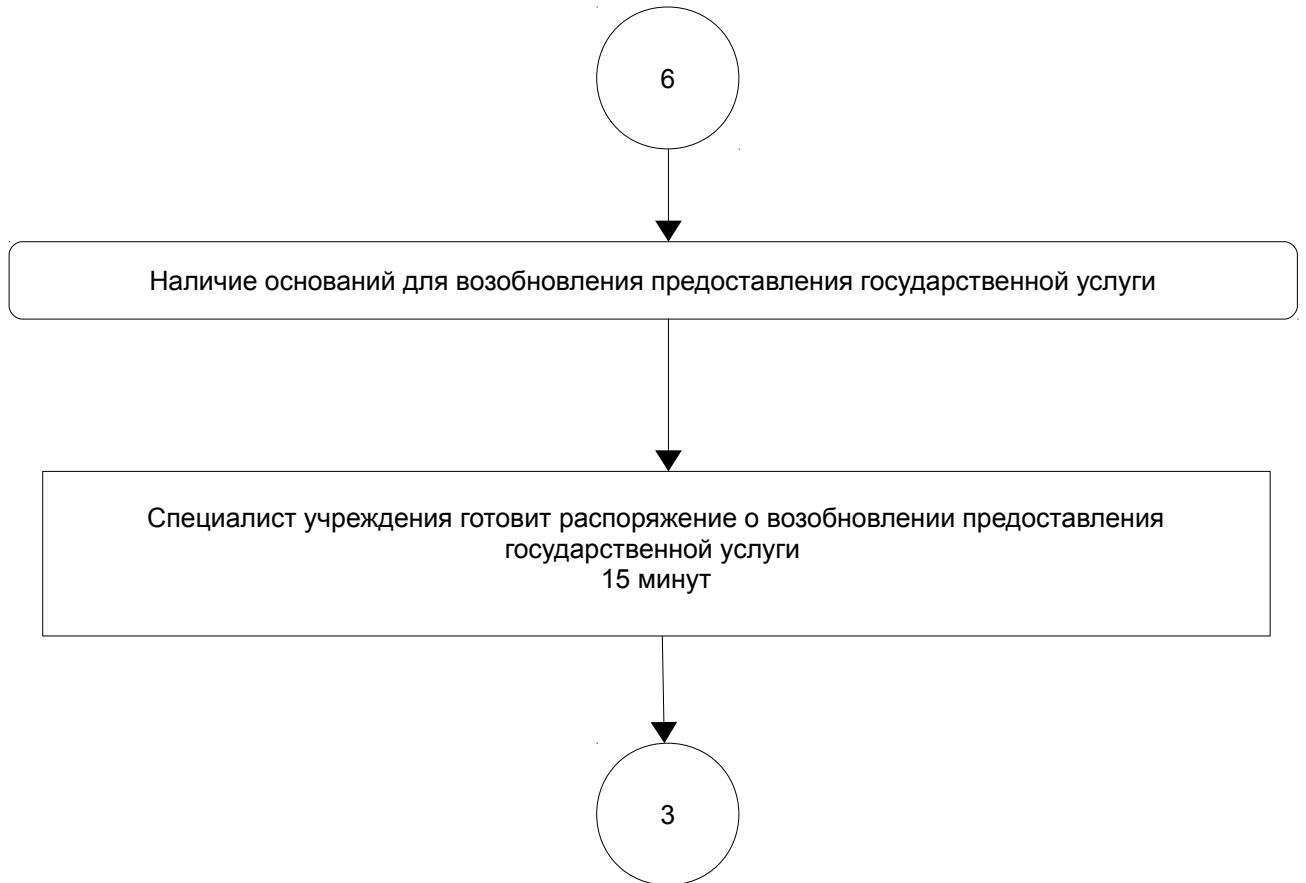 6
Наличие оснований для возобновления предоставления государственной услуги
Специалист учреждения готовит распоряжение о возобновлении предоставления
государственной услуги
15 минут
3